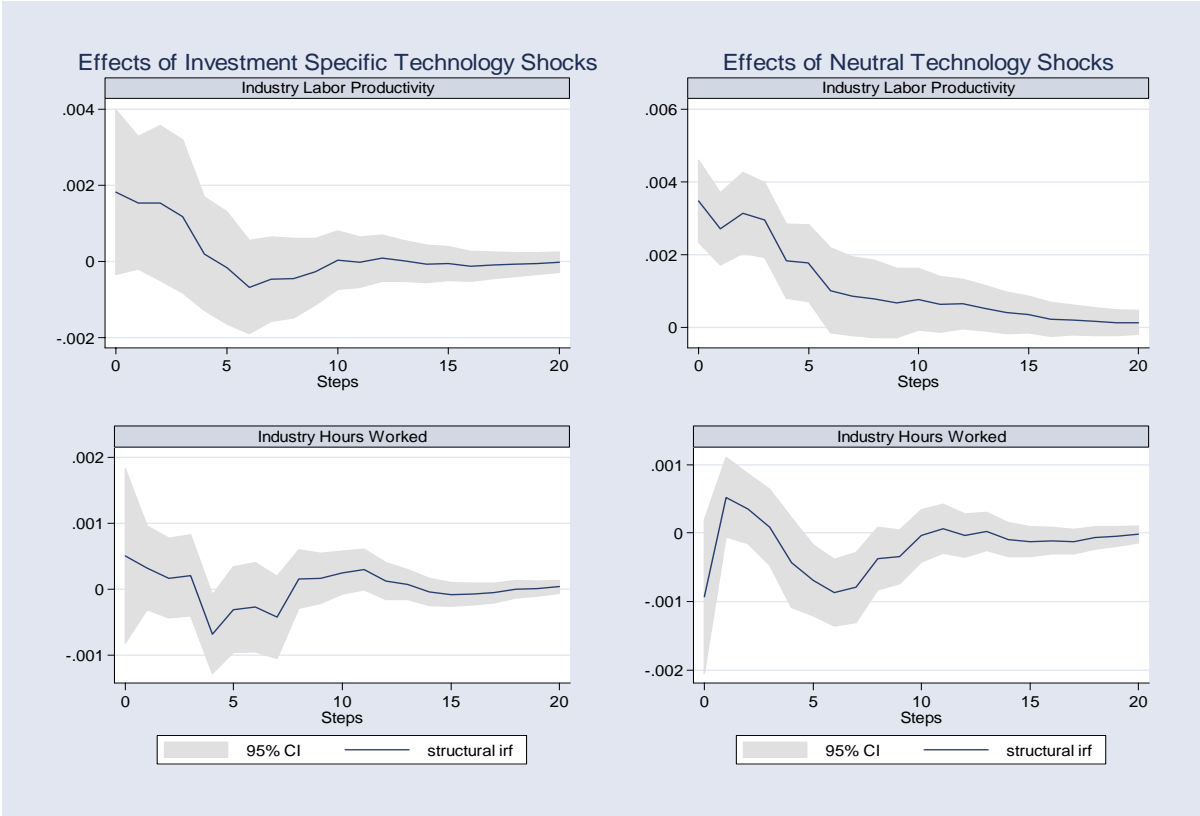 Effects of Investment Specific Technology Shocks
Industry Labor Productivity
.004
.002
0
-.002
0 5 10 15 20
Steps
Industry Hours Worked
.002
.001
0
-.001
0 5 10 15 20
Steps
95% CI structural irf
Effects of Neutral Technology Shocks
Industry Labor Productivity
.006
.004
.002
0
0 5 10 15 20
Steps
Industry Hours Worked
.001
0
-.001
-.002
0 5 10 15 20
Steps
95% CI structural irf